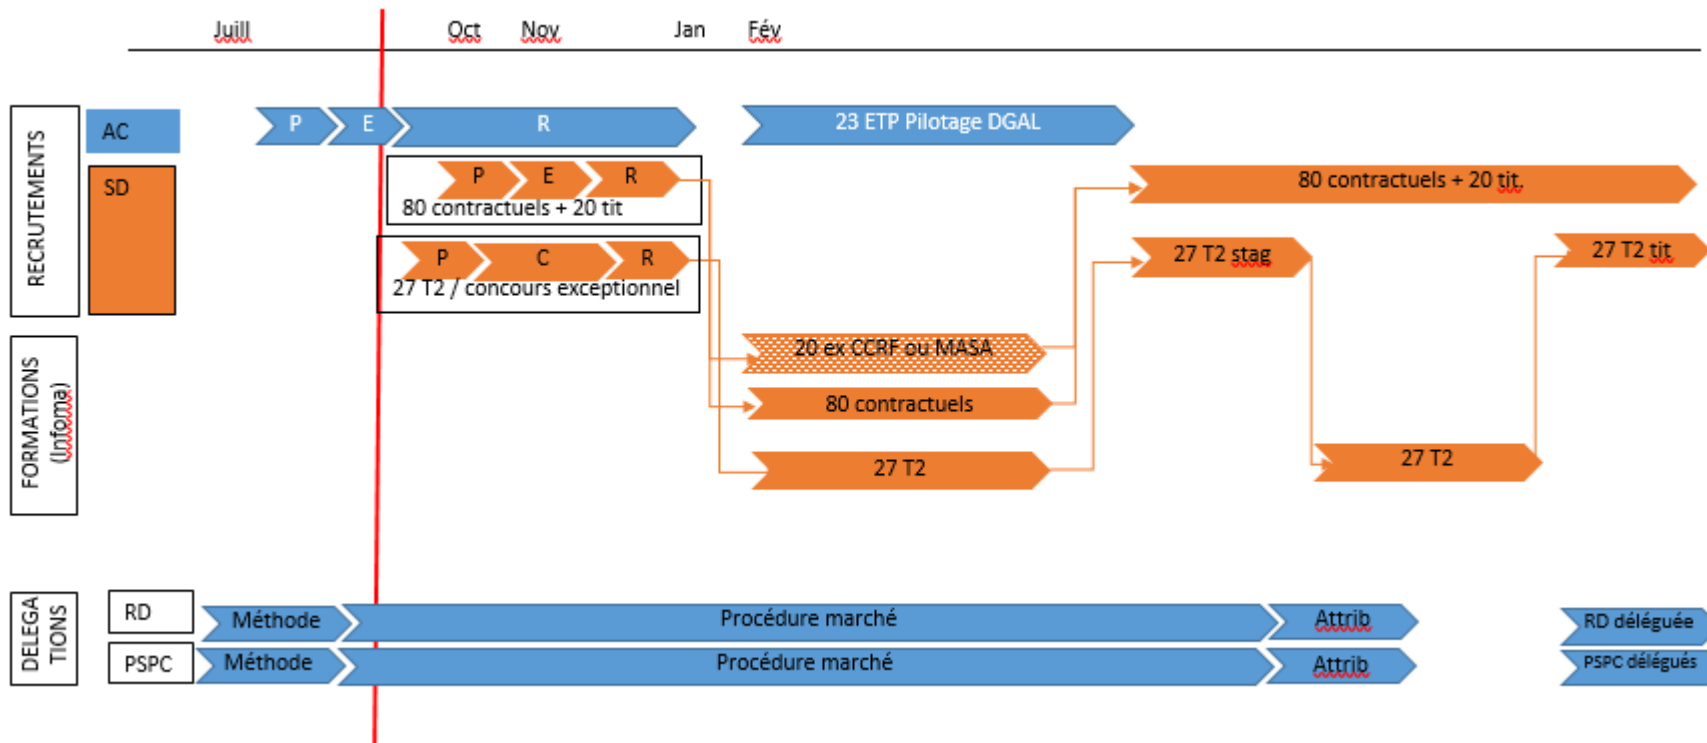 Juill Oct Nov Jan Fév
RECRUTEMENTS
AC
P E R
23 ETP Pilotage DGAL
SD
P E R
80 contractuels + 20 tit
80 contractuels + 20 tit.
P C R
27 T2 / concours exceptionnel
27 T2 stag
27 T2 tit
FORMATIONS
(Infoma)
20 ex CCRF ou MASA
80 contractuels
27 T2
27 T2
DELEGA
TIONS
RD
Méthode
Procédure marché
Attrib
RD déléguée
PSPC
Méthode
Procédure marché
Attrib
PSPC délégués